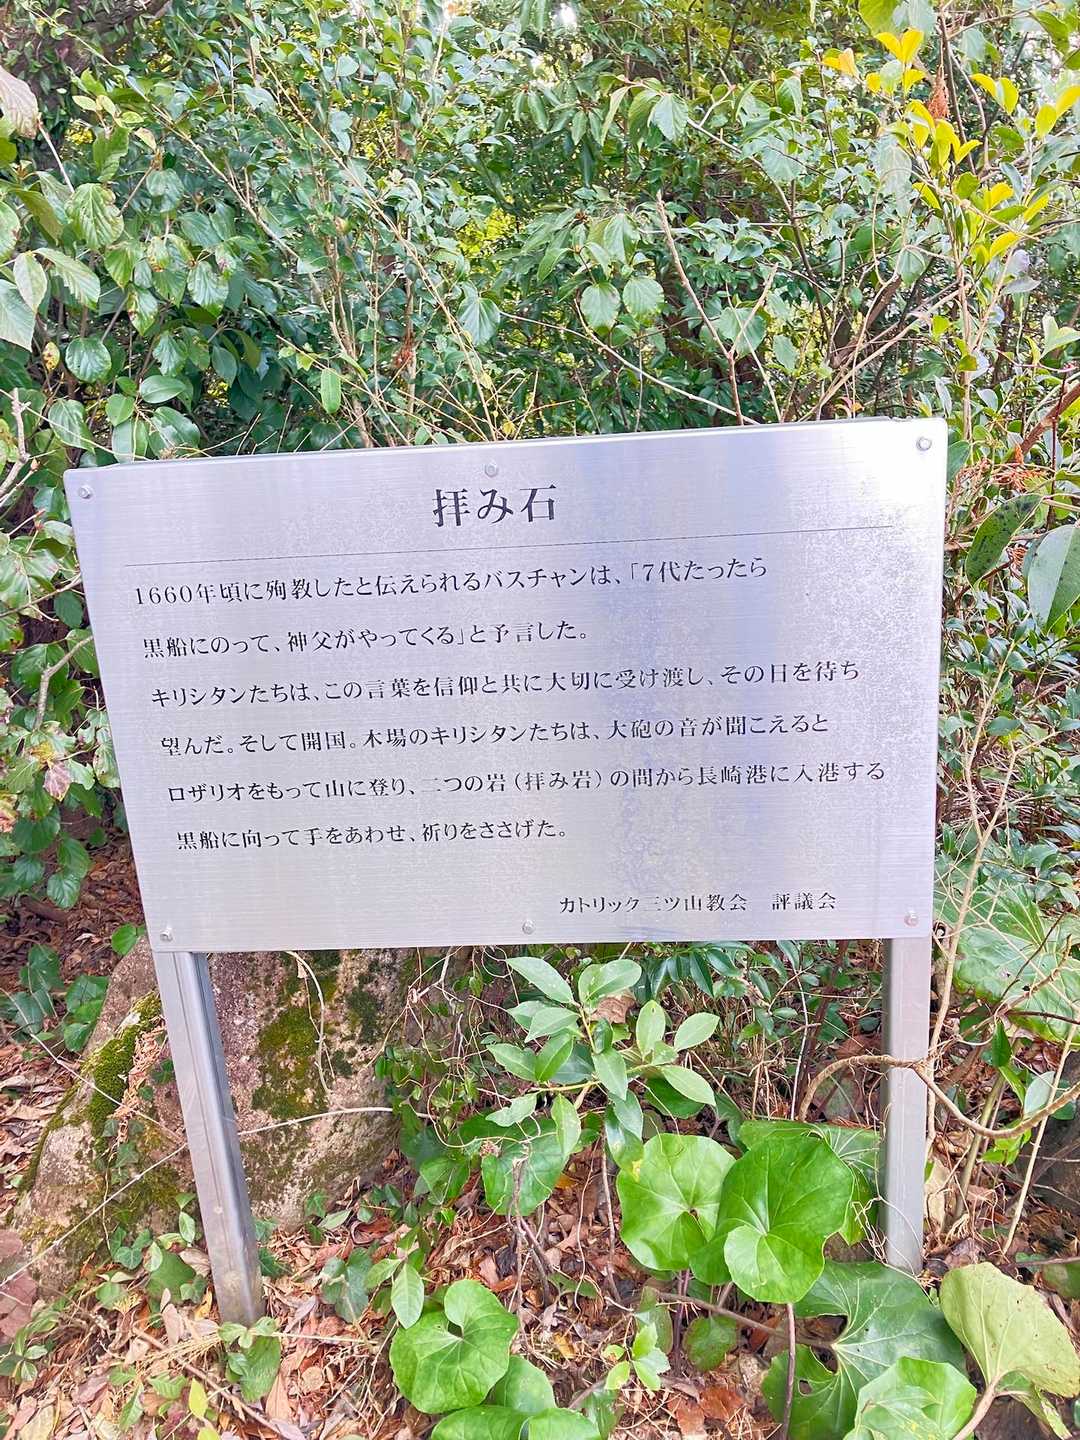 拝み石
1660年頃に殉教したと伝えられるバスチャンは、「7代たったら
黒船にのって、神父がやってくる」と予言した。
キリシタンたちは、この言葉を信仰と共に大切に受け渡し、その日を待ち
望んだ。そして開国。木場のキリシタンたちは、大砲の音が聞こえると
ロザリオをもって山に登り、二つの岩（拝み岩）の間から長崎港に入港する
黒船に向って手をあわせ、祈りをささげた。
カトリック三ツ山教会　評議会